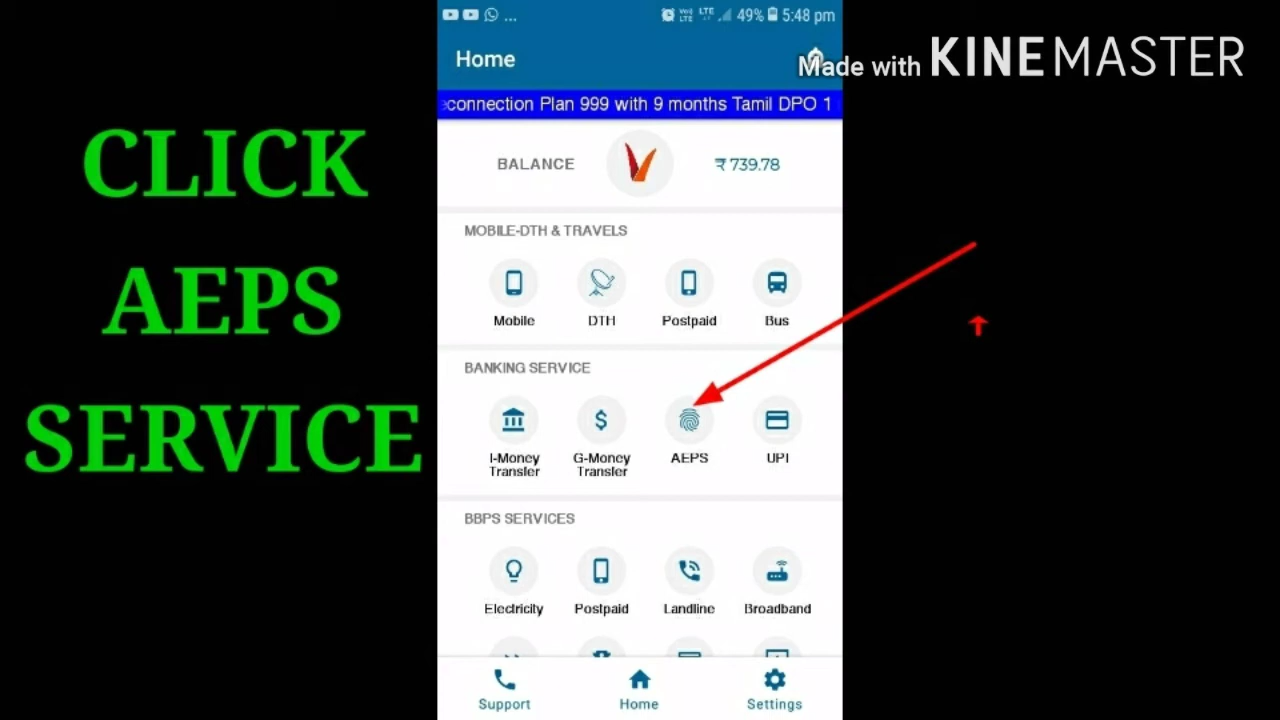 CLICK
AEPS
SERVICE
... 49% 5:48 pm
Home
Made with KINEMASTER
connection Plan 999 with 9 months Tamil DPO 1
BALANCE ₹ 739.78
MOBILE-DTH & TRAVELS
Mobile DTH Postpaid Bus
BANKING SERVICE
I-Money Transfer G-Money Transfer AEPS UPI
BBPS SERVICES
Electricity Postpaid Landline Broadband
Support Home Settings